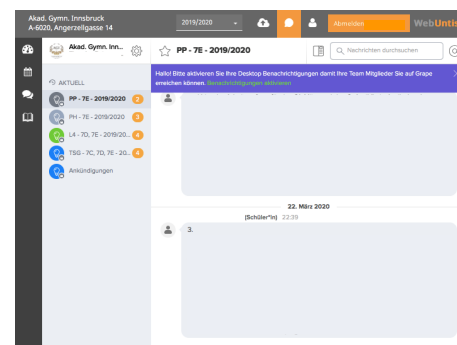 Akad. Gymn. Innsbruck
A-6020, Angerzellgasse 14
2019/2020
Abmelden
WebUntis
Akad. Gymn. Inn...
PP - 7E - 2019/2020
Nachrichten durchsuchen
Hallo! Bitte aktivieren Sie Ihre Desktop Benachrichtigungen damit Ihre Team Mitglieder Sie auf Grape
erreichen können. Benachrichtigungen aktivieren
AKTUELL
PP - 7E - 2019/2020 2
PH - 7E - 2019/2020 3
L4 - 7D, 7E - 2019/20... 4
TSG - 7C, 7D, 7E - 20... 4
Ankündigungen
22. März 2020
(Schüler*in) 22:39
3.